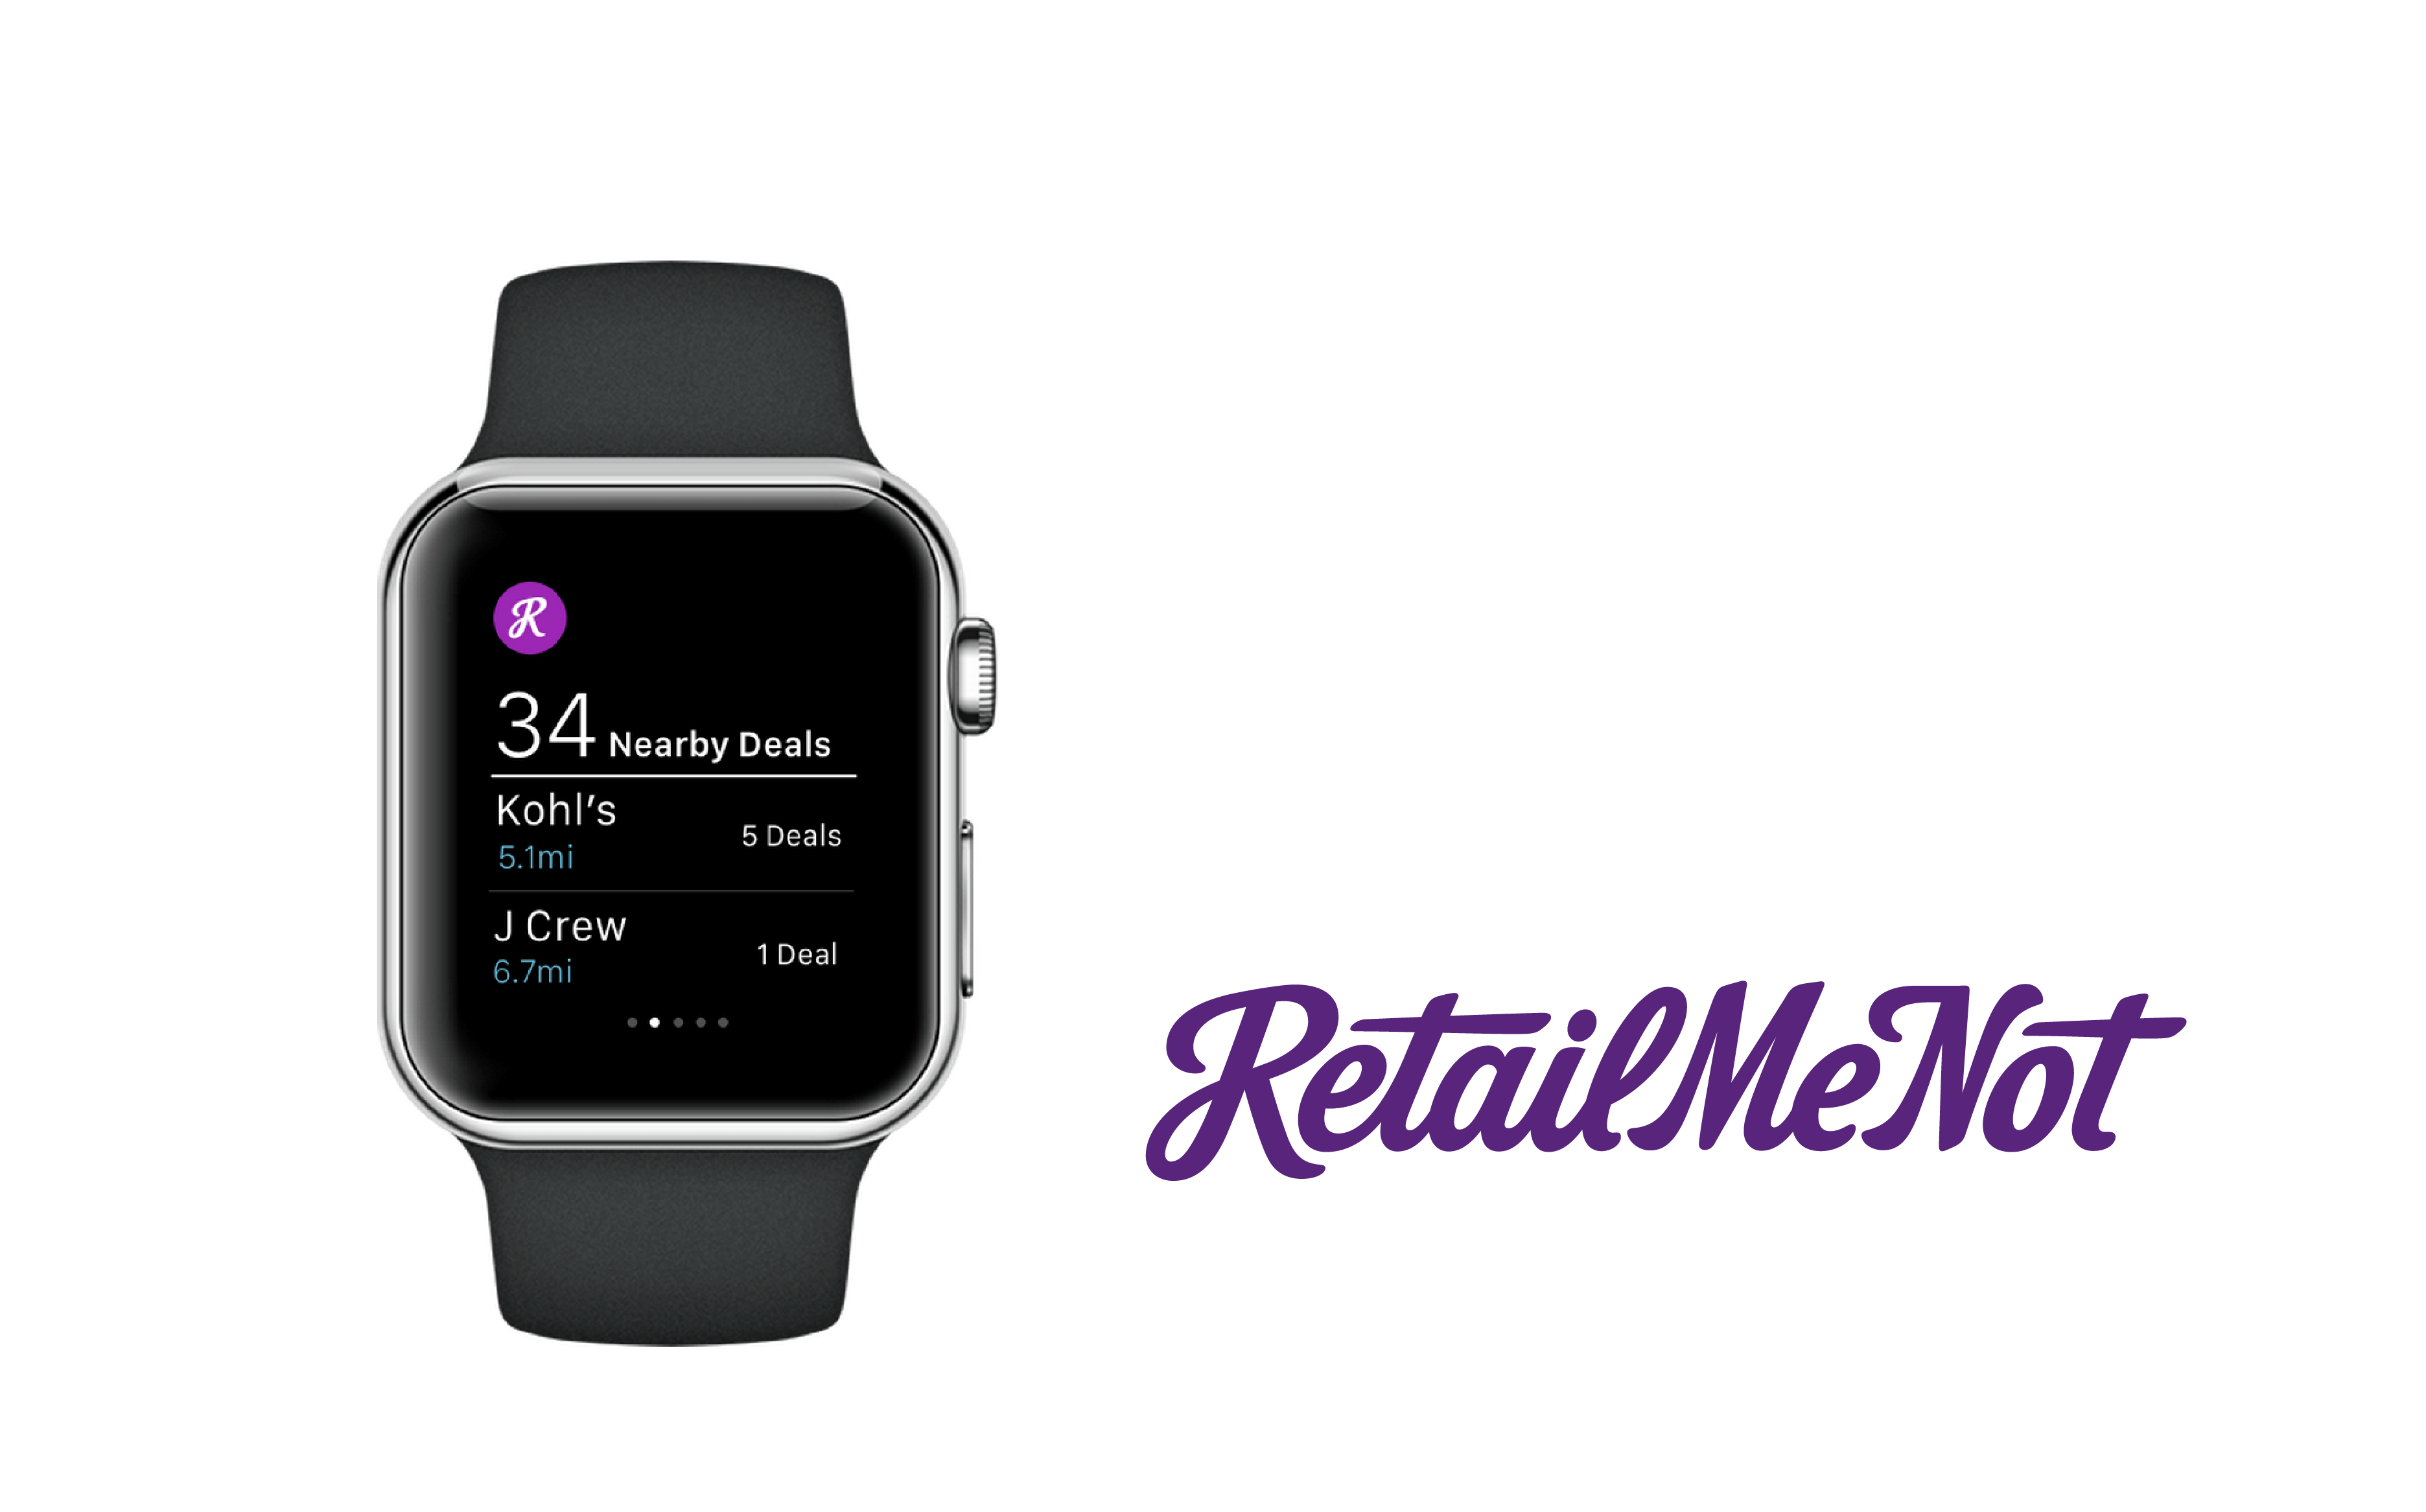 R
34 Nearby Deals
Kohl's
5 Deals
5.1mi
J Crew
1 Deal
6.7mi
RetailMeNot